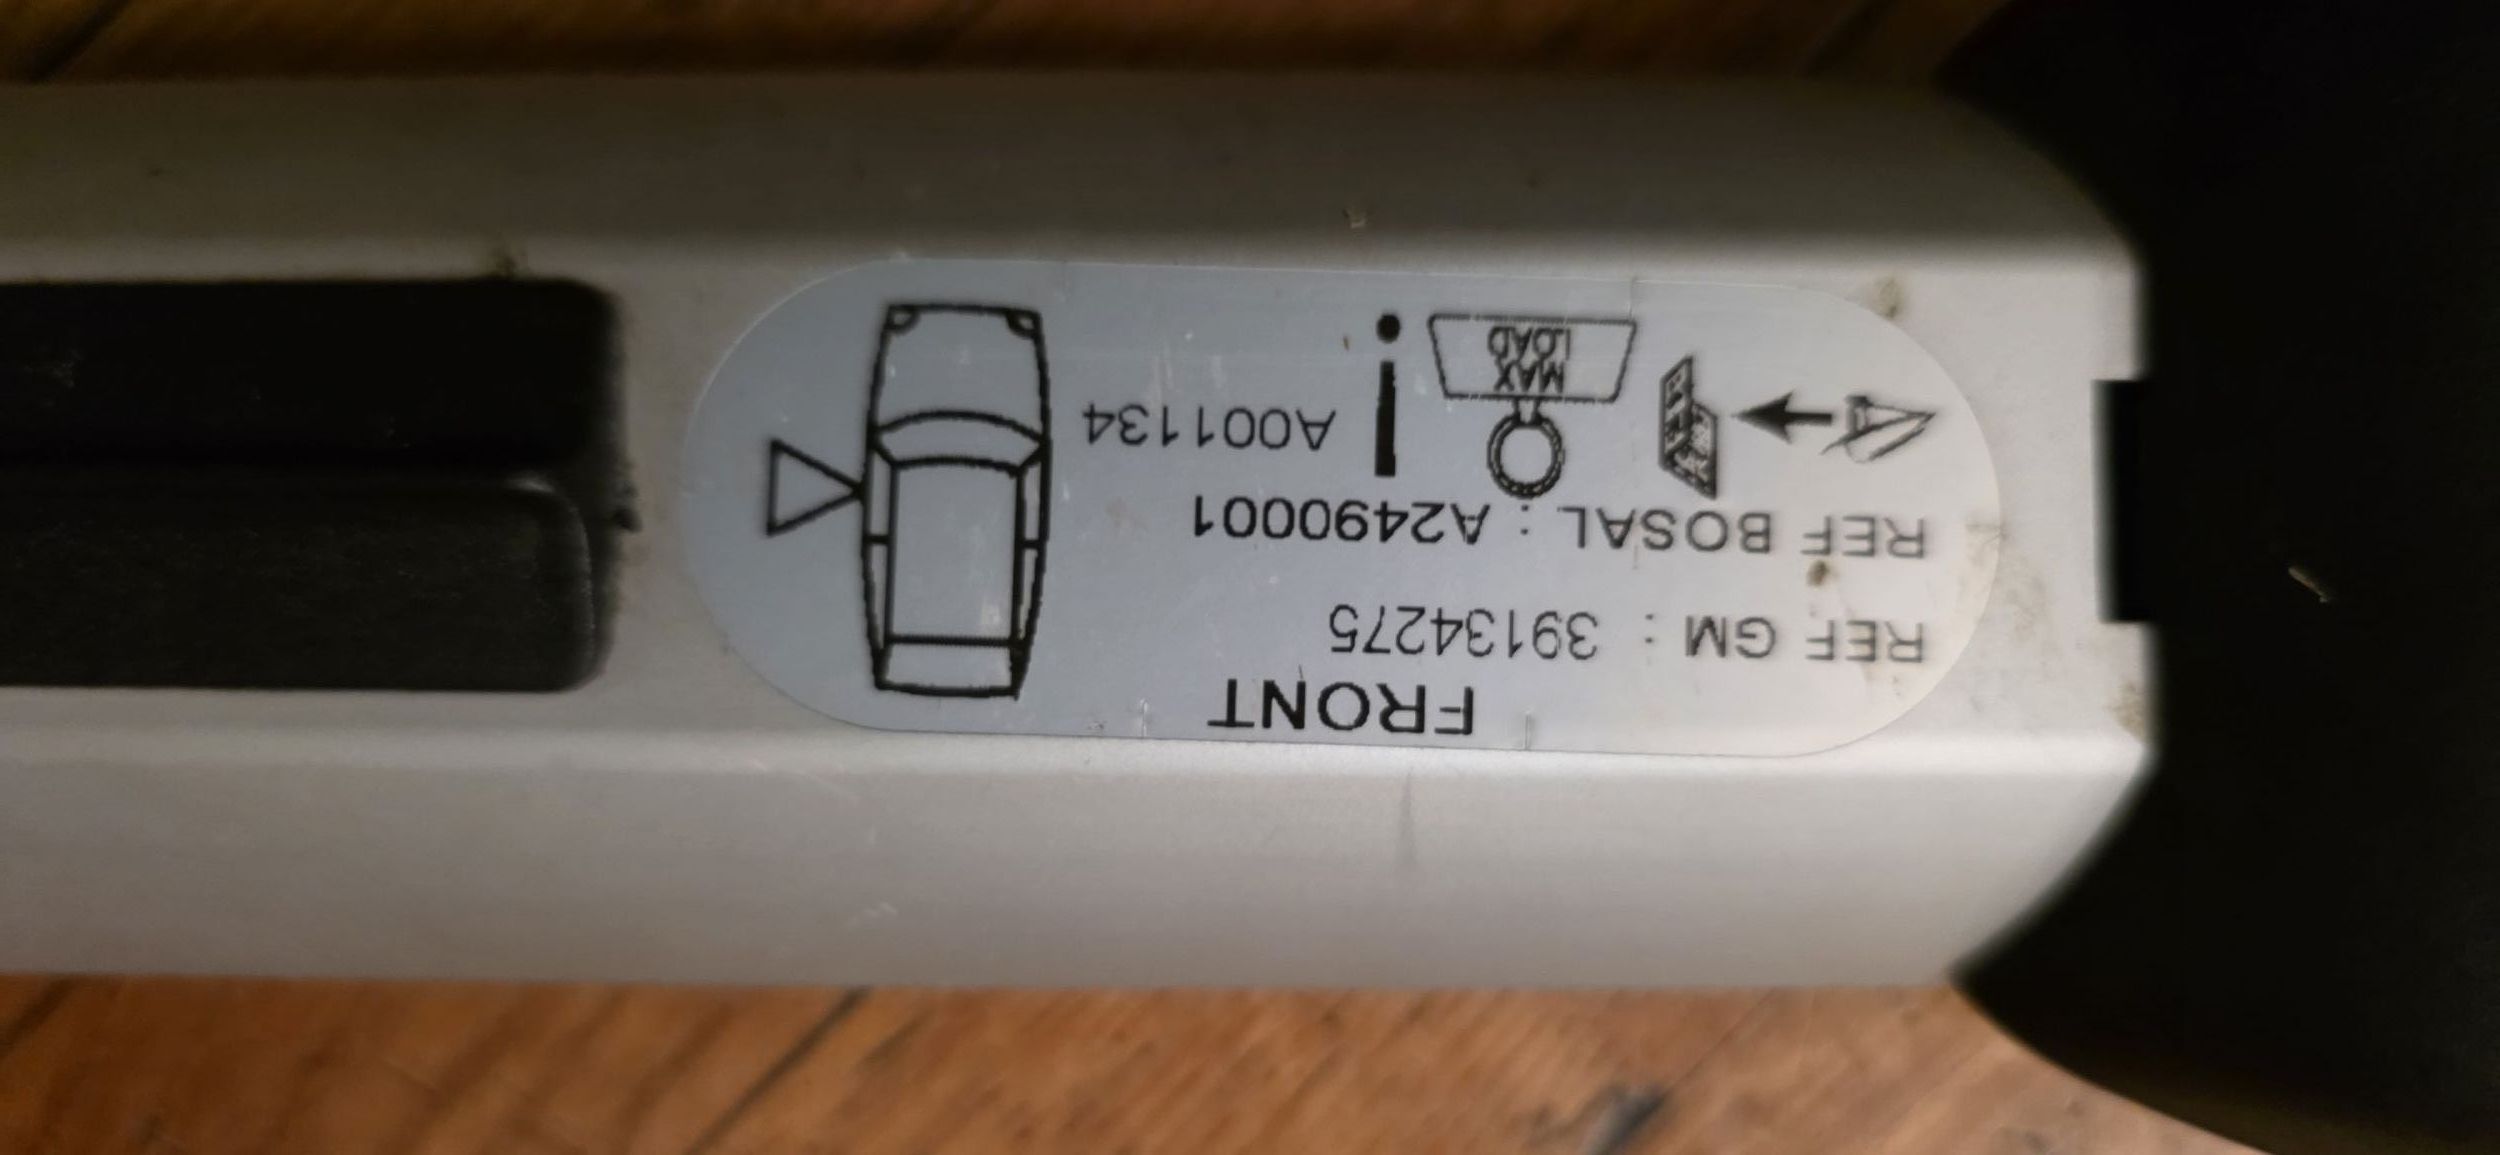 FRONT
REF GM : 39134275
REF BOSAL : A2490001
MAX
LOAD
i
A001134